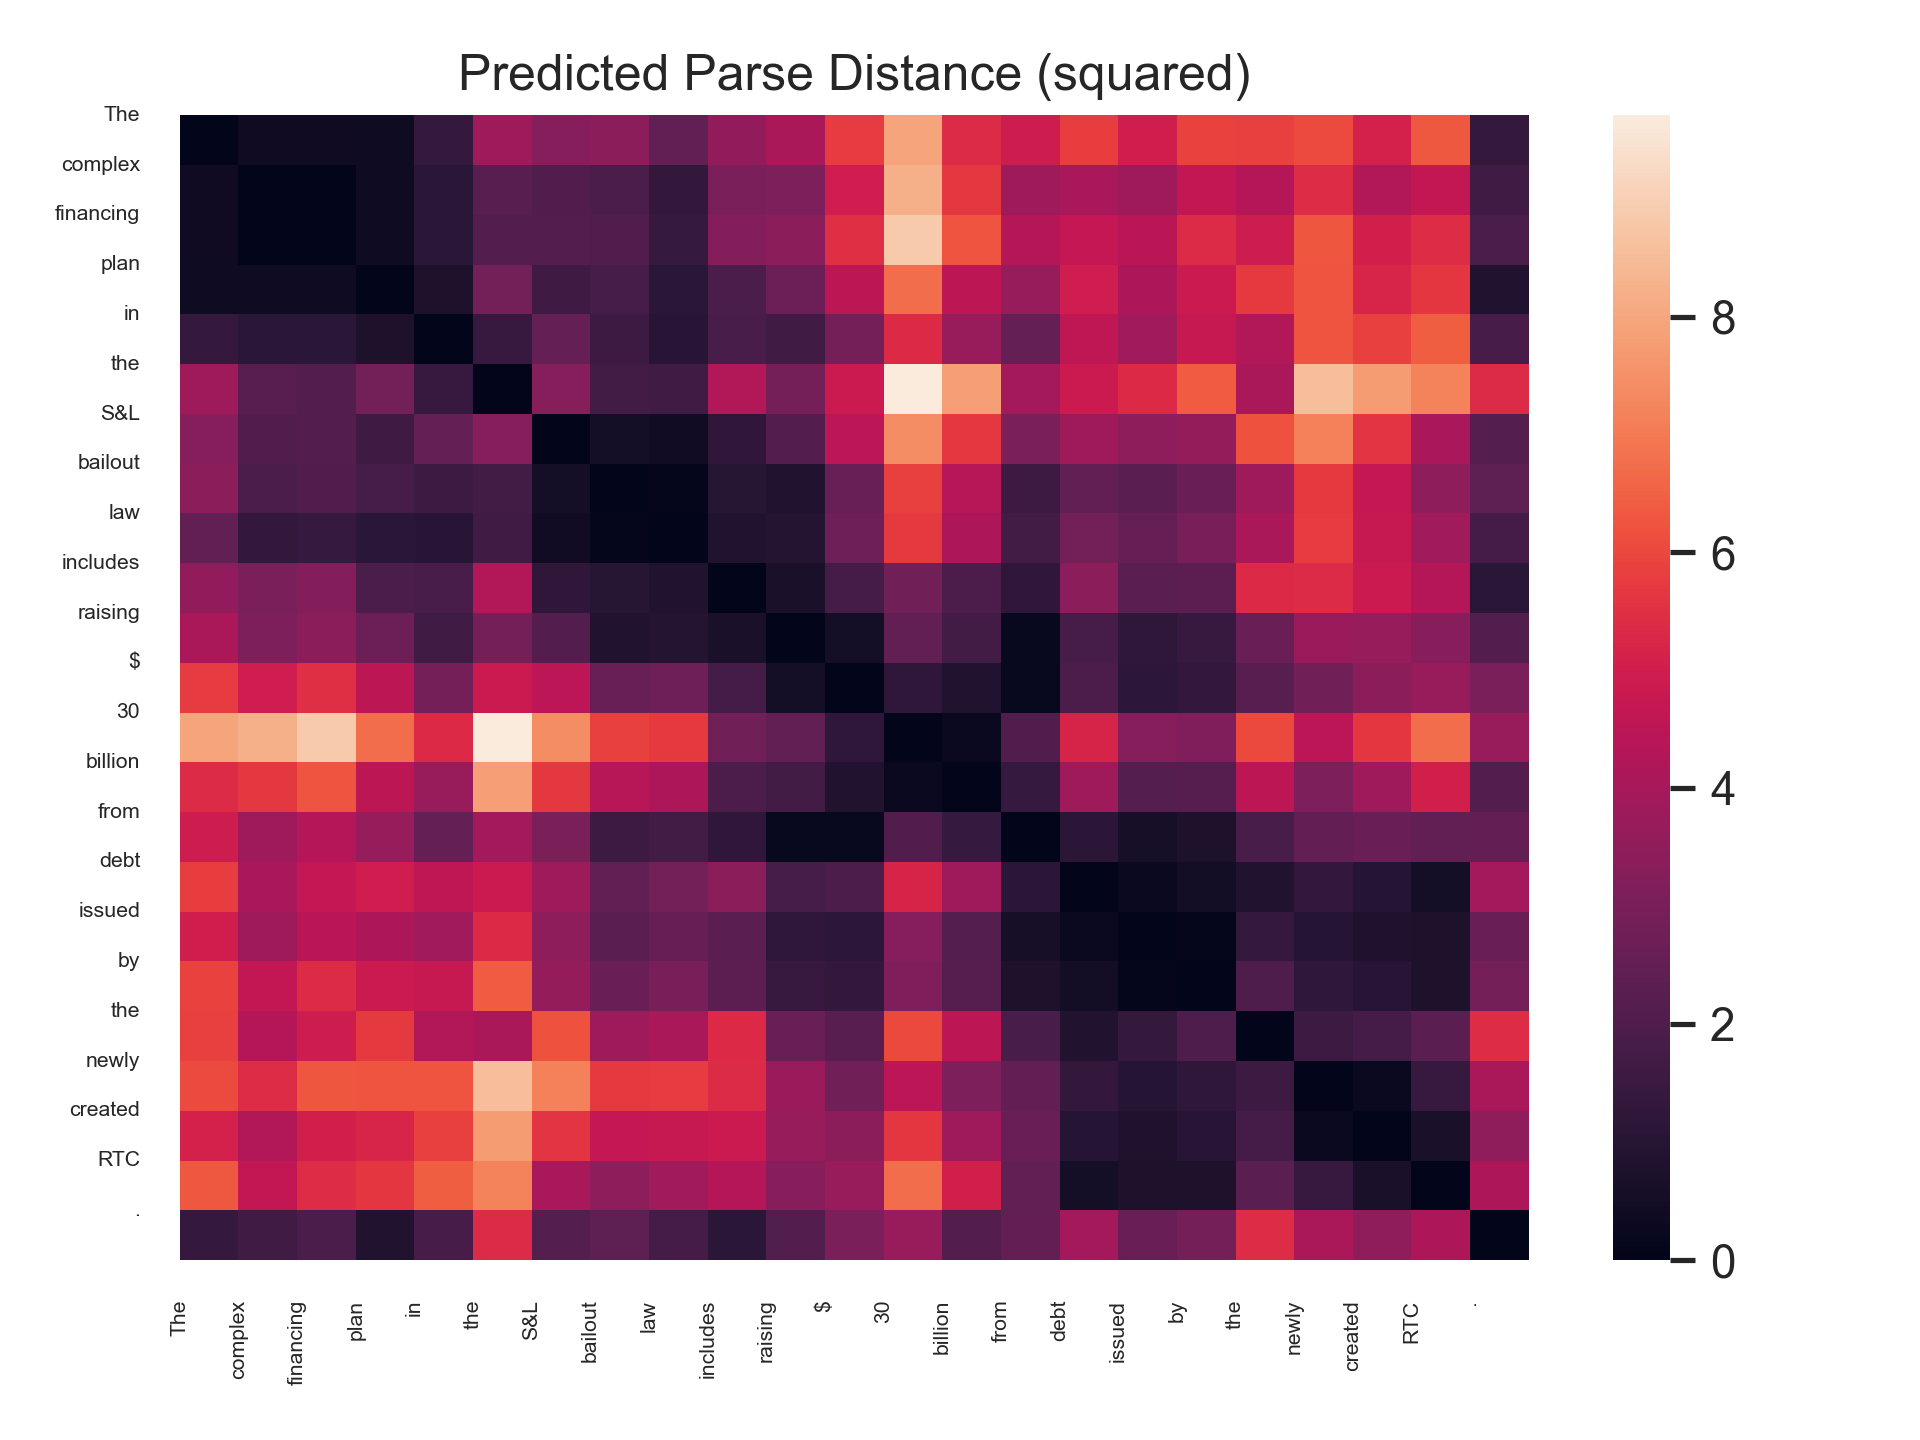 Predicted Parse Distance (squared)
The
complex
financing
plan
in
the
S&L
bailout
law
includes
raising
$
30
billion
from
debt
issued
by
the
newly
created
RTC
.
8
6
4
2
0
The
complex
financing
plan
in
the
S&L
bailout
law
includes
raising
$
30
billion
from
debt
issued
by
the
newly
created
RTC
.